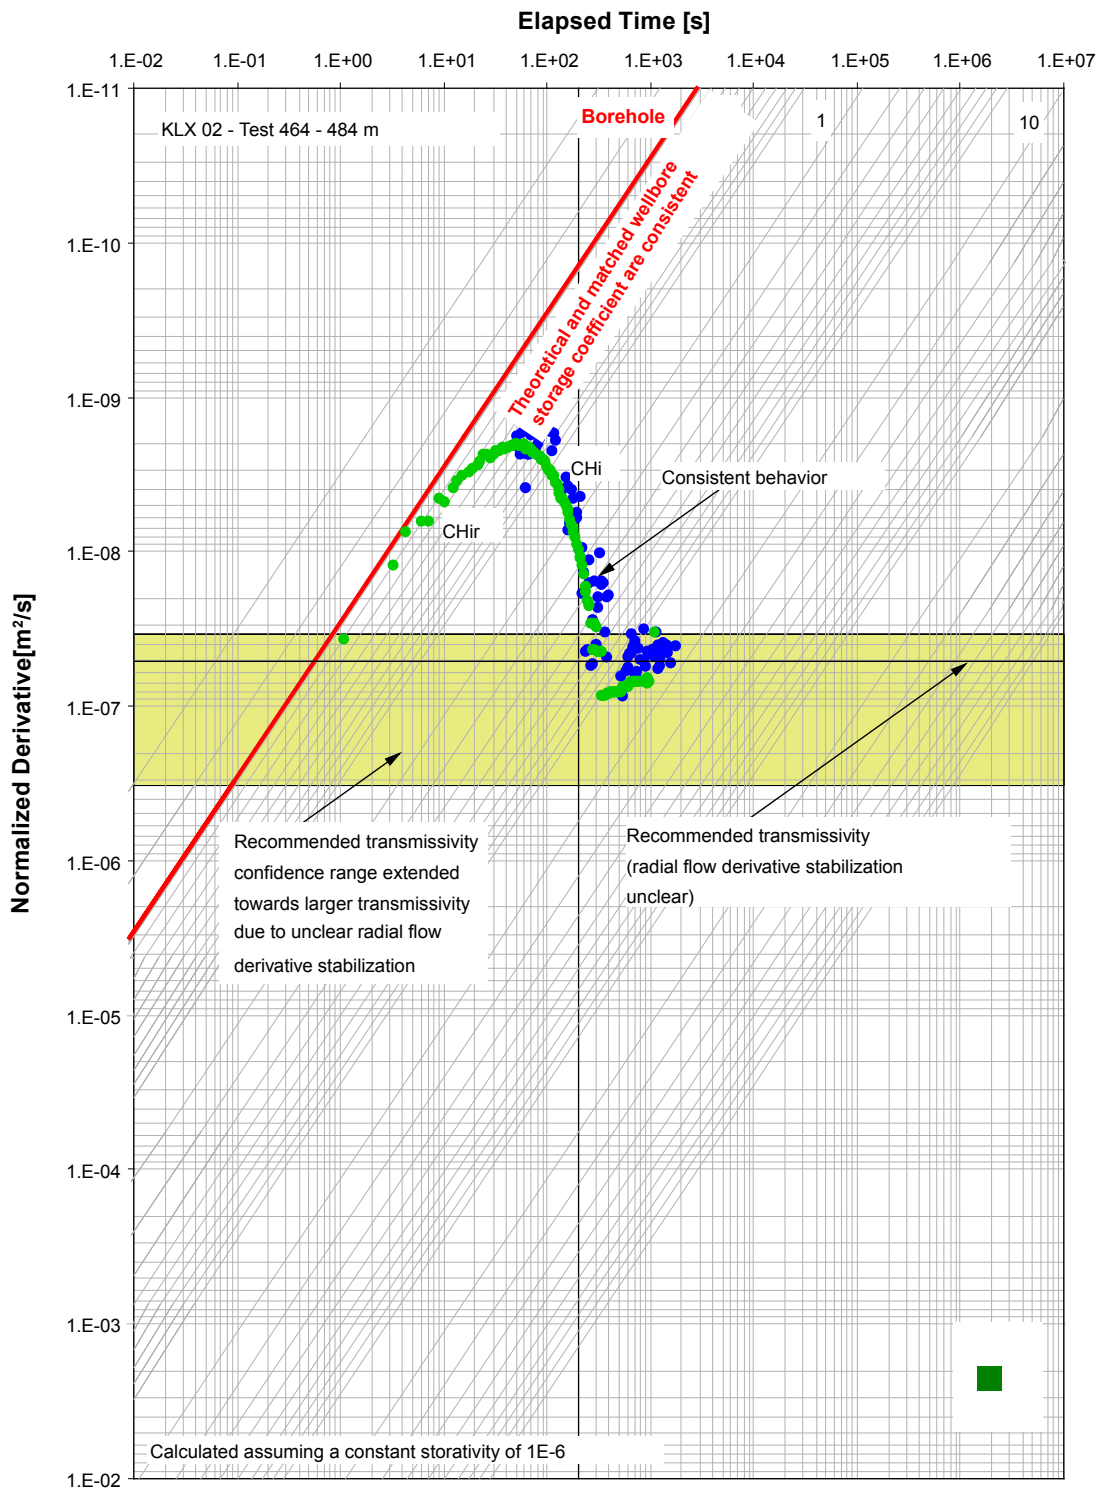 Elapsed Time [s]
1.E-02 1.E-01 1.E+00 1.E+01 1.E+02 1.E+03 1.E+04 1.E+05 1.E+06 1.E+07
1.E-11
KLX 02 - Test 464 - 484 m
Borehole
1
10
Theoretical and matched wellbore
storage coefficient are consistent
1.E-10
1.E-09
CHi
Consistent behavior
CHir
1.E-08
Normalized Derivative[m²/s]
1.E-07
Recommended transmissivity
confidence range extended
towards larger transmissivity
due to unclear radial flow
derivative stabilization
Recommended transmissivity
(radial flow derivative stabilization
unclear)
1.E-06
1.E-05
1.E-04
1.E-03
Calculated assuming a constant storativity of 1E-6
1.E-02